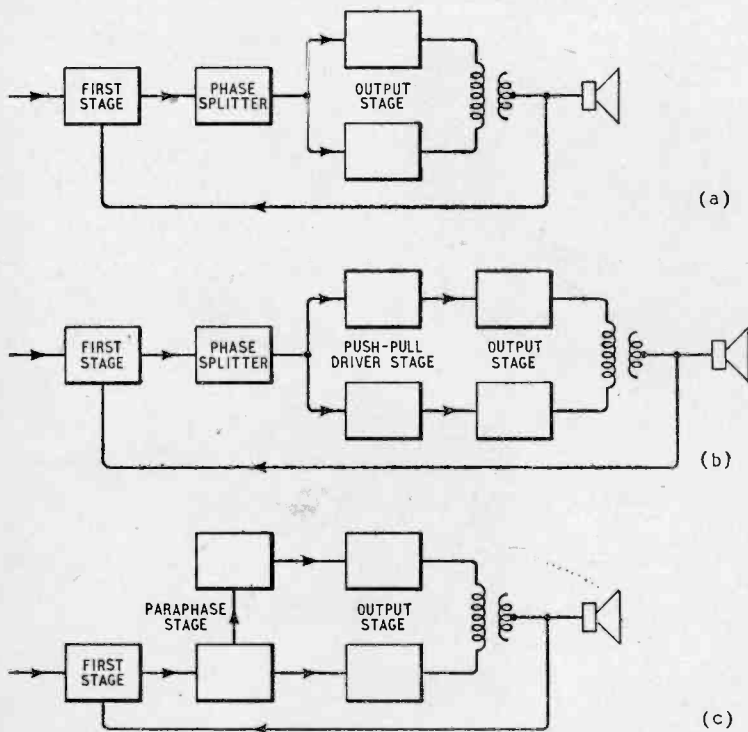 FIRST
STAGE
PHASE
SPLITTER
OUTPUT
STAGE
(a)
FIRST
STAGE
PHASE
SPLITTER
PUSH-PULL
DRIVER STAGE
OUTPUT
STAGE
(b)
PARAPHASE
STAGE
OUTPUT
STAGE
FIRST
STAGE
(c)